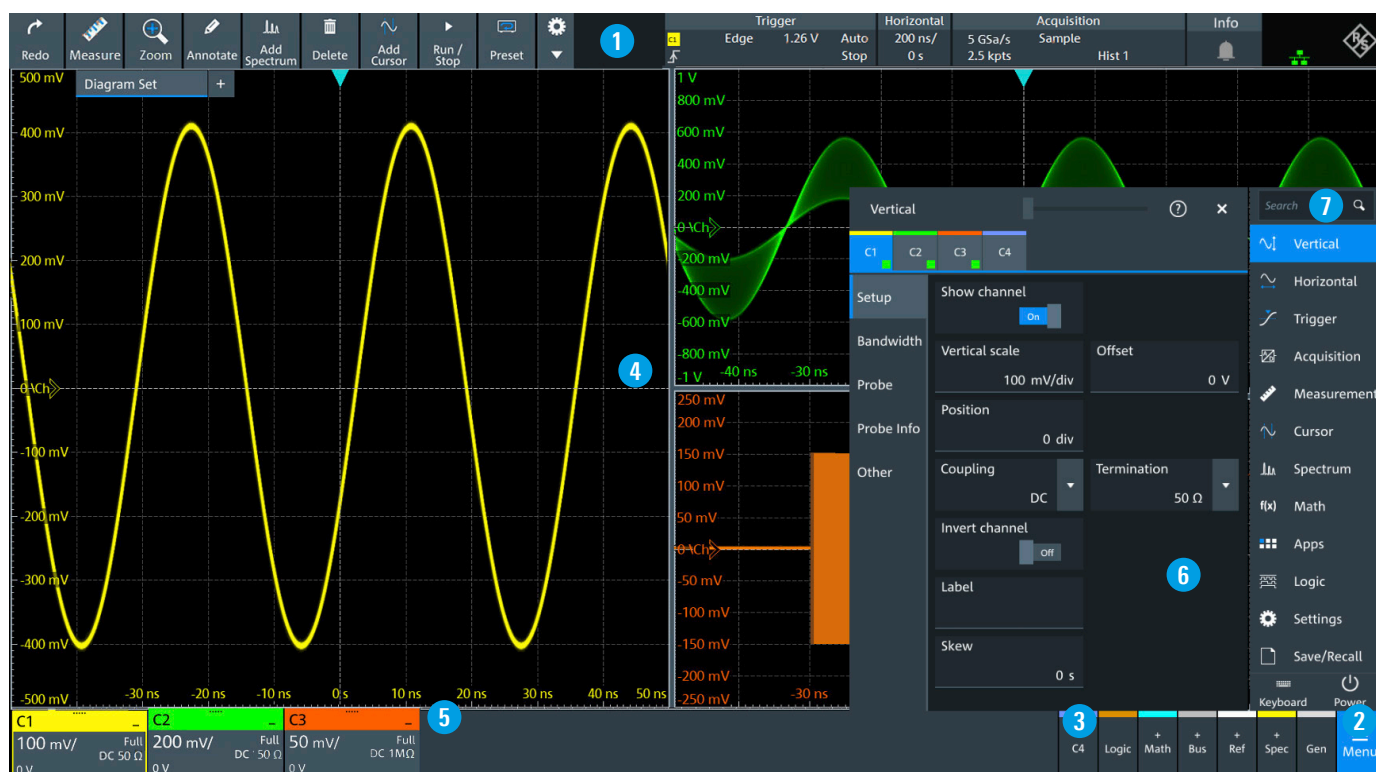 Redo
Measure
Zoom
Annotate
Add Spectrum
Delete
Add Cursor
Run / Stop
Preset
1
Trigger
C1 Edge 1.26 V Auto
Stop
Horizontal
200 ns/
0 s
Acquisition
5 GSa/s Sample
2.5 kpts Hist 1
Info
R&S
Diagram Set +
500 mV
400 mV
300 mV
200 mV
100 mV
0 V
Ch
-100 mV
-200 mV
-300 mV
-400 mV
-500 mV
-30 ns
-20 ns
-10 ns
0 s
10 ns
20 ns
30 ns
40 ns
50 ns
4
1 V
800 mV
600 mV
400 mV
200 mV
0 V
Ch
-200 mV
-400 mV
-600 mV
-800 mV
-1 V
-40 ns
-30 ns
250 mV
200 mV
150 mV
100 mV
50 mV
0 V
Ch
-50 mV
-100 mV
-150 mV
-200 mV
-250 mV
-30 ns
Vertical ? ×
C1 C2 C3 C4
Setup
Bandwidth
Probe
Probe Info
Other
Show channel
On
Vertical scale
100 mV/div
Offset
0 V
Position
0 div
Coupling
DC
Termination
50 Ω
Invert channel
Off
Label
Skew
0 s
6
Search 7
Vertical
Horizontal
Trigger
Acquisition
Measurement
Cursor
Spectrum
f(x) Math
Apps
Logic
Settings
Save/Recall
Keyboard Power
C1
100 mV/ Full
DC 50 Ω
0 V
C2
200 mV/ Full
DC 50 Ω
0 V
C3
50 mV/ Full
DC 1MΩ
0 V
5
3
C4
Logic
+ Math
+ Bus
+ Ref
+ Spec
Gen
2
Menu